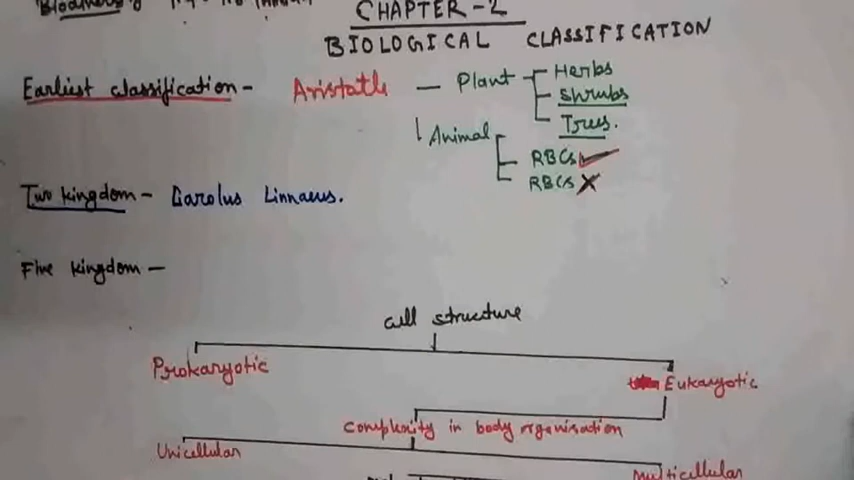 CHAPTER-2
BIOLOGICAL CLASSIFICATION
Earliest classification - Aristotle — Plant
Herbs
Shrubs
Trees.
Animal
RBCs ✓
RBCs ✗
Two kingdom - Carolus Linnaeus.
Five kingdom —
cell structure
Prokaryotic
Eukaryotic
Complexity in body organisation
Unicellular
Multicellular